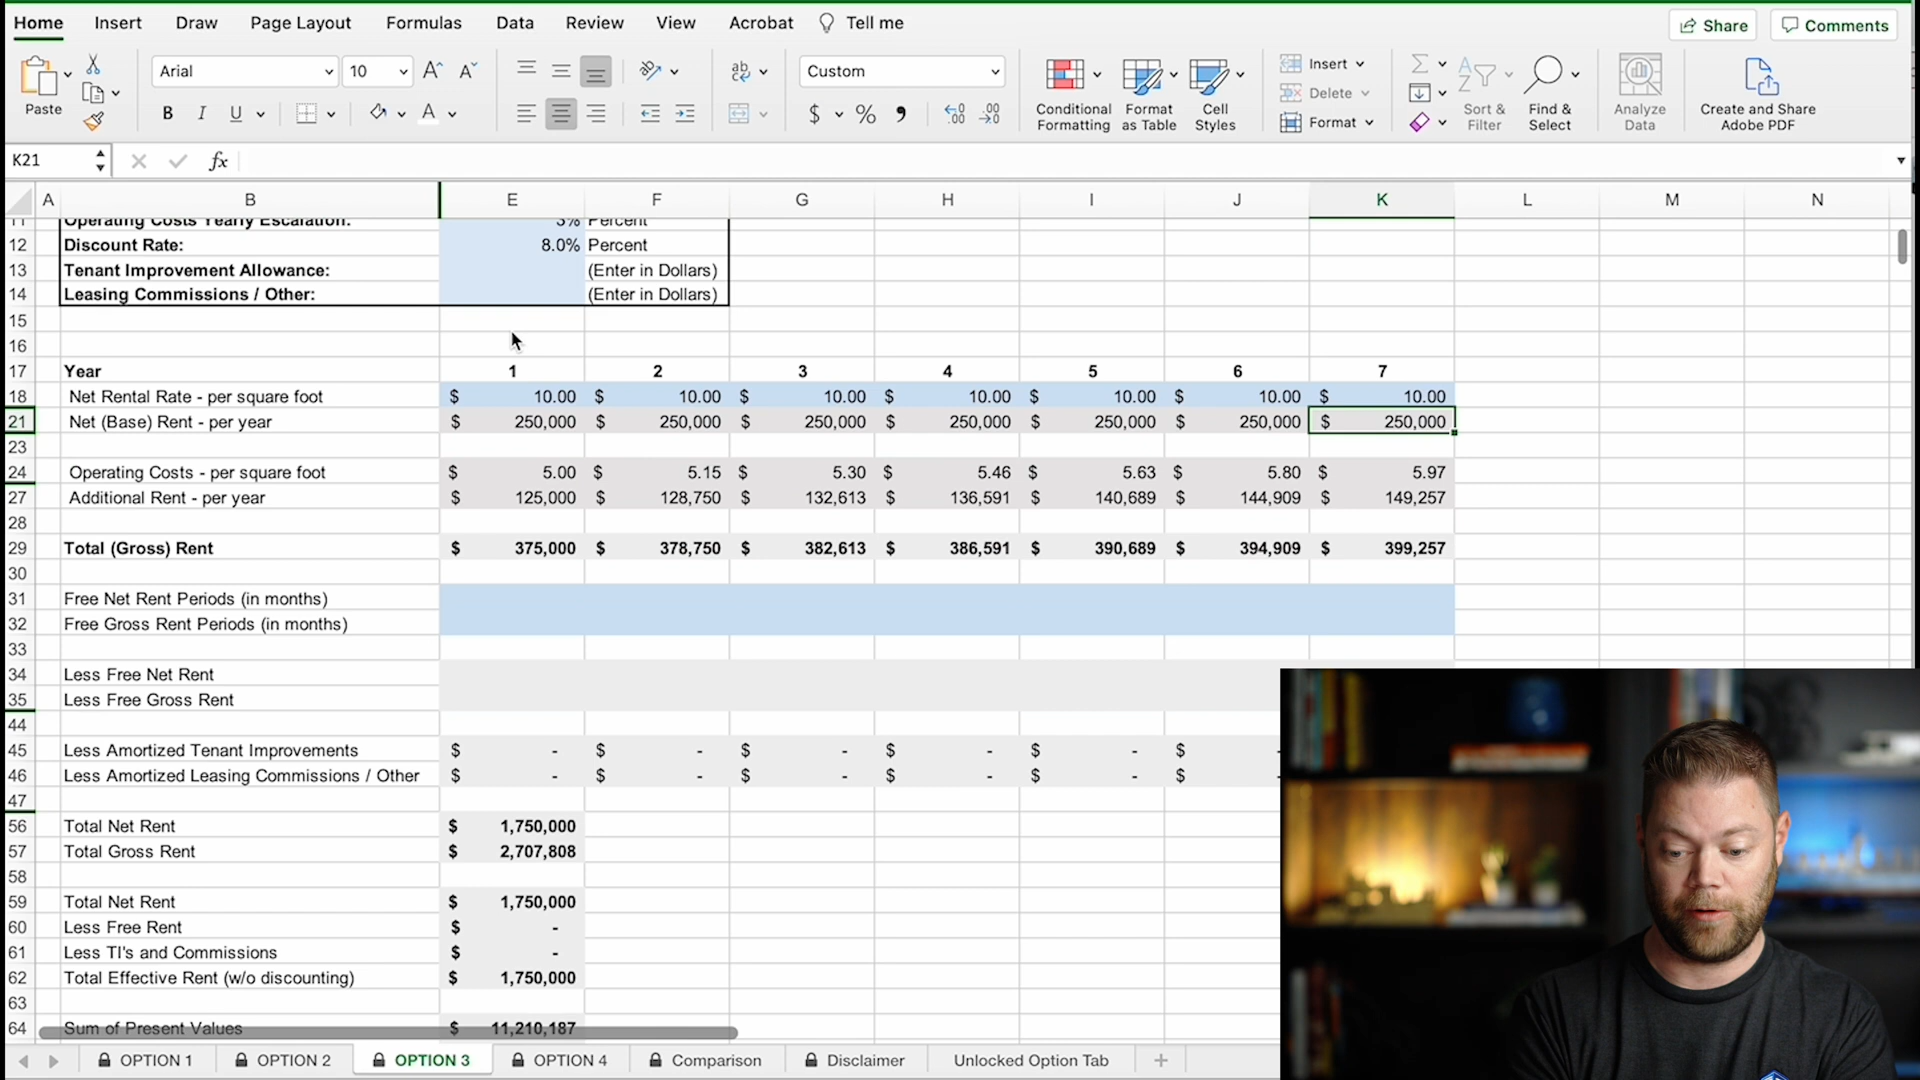 Home Insert Draw Page Layout Formulas Data Review View Acrobat Tell me Share Comments
Paste Arial 10 Custom Conditional Formatting Format as Table Cell Styles Insert Delete Format Sort & Filter Find & Select Analyze Data Create and Share Adobe PDF
B I U A $ %
K21 fx
A B E F G H I J K L M N
11 Operating Costs Yearly Escalation: 3% Percent
12 Discount Rate: 8.0% Percent
13 Tenant Improvement Allowance: (Enter in Dollars)
14 Leasing Commissions / Other: (Enter in Dollars)
15
16
17 Year 1 2 3 4 5 6 7
18 Net Rental Rate - per square foot $ 10.00 $ 10.00 $ 10.00 $ 10.00 $ 10.00 $ 10.00 $ 10.00
21 Net (Base) Rent - per year $ 250,000 $ 250,000 $ 250,000 $ 250,000 $ 250,000 $ 250,000 $ 250,000
23
24 Operating Costs - per square foot $ 5.00 $ 5.15 $ 5.30 $ 5.46 $ 5.63 $ 5.80 $ 5.97
27 Additional Rent - per year $ 125,000 $ 128,750 $ 132,613 $ 136,591 $ 140,689 $ 144,909 $ 149,257
28
29 Total (Gross) Rent $ 375,000 $ 378,750 $ 382,613 $ 386,591 $ 390,689 $ 394,909 $ 399,257
30
31 Free Net Rent Periods (in months)
32 Free Gross Rent Periods (in months)
33
34 Less Free Net Rent
35 Less Free Gross Rent
44
45 Less Amortized Tenant Improvements $ - $ - $ - $ - $ - $ -
46 Less Amortized Leasing Commissions / Other $ - $ - $ - $ - $ - $ -
47
56 Total Net Rent $ 1,750,000
57 Total Gross Rent $ 2,707,808
58
59 Total Net Rent $ 1,750,000
60 Less Free Rent $ -
61 Less TI's and Commissions $ -
62 Total Effective Rent (w/o discounting) $ 1,750,000
63
64 Sum of Present Values $ 11,210,187
OPTION 1 OPTION 2 OPTION 3 OPTION 4 Comparison Disclaimer Unlocked Option Tab +